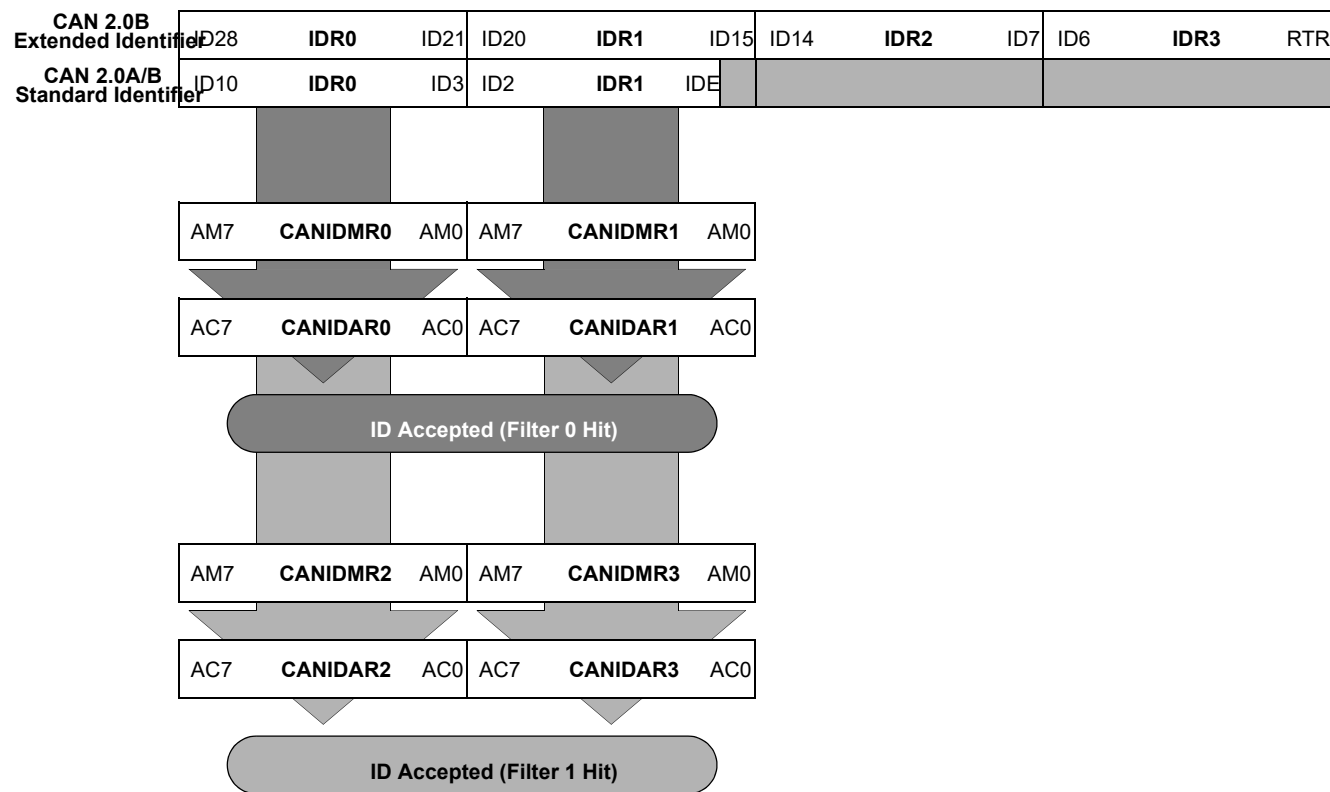 CAN 2.0B
Extended Identifier
ID28 IDR0 ID21 ID20 IDR1 ID15 ID14 IDR2 ID7 ID6 IDR3 RTR
CAN 2.0A/B
Standard Identifier
ID10 IDR0 ID3 ID2 IDR1 IDE
AM7 CANIDMR0 AM0 AM7 CANIDMR1 AM0
AC7 CANIDAR0 AC0 AC7 CANIDAR1 AC0
ID Accepted (Filter 0 Hit)
AM7 CANIDMR2 AM0 AM7 CANIDMR3 AM0
AC7 CANIDAR2 AC0 AC7 CANIDAR3 AC0
ID Accepted (Filter 1 Hit)